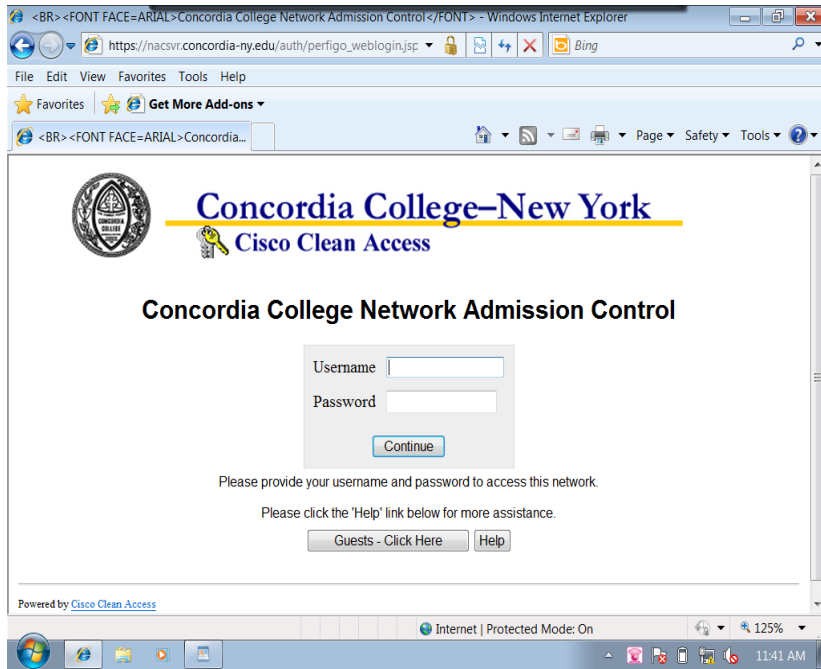 <BR><FONT FACE=ARIAL>Concordia College Network Admission Control</FONT> - Windows Internet Explorer
https://nacsvr.concordia-ny.edu/auth/perfigo_weblogin.jsp
Bing
File Edit View Favorites Tools Help
Favorites Get More Add-ons
<BR><FONT FACE=ARIAL>Concordia...
Page Safety Tools
Concordia College–New York
CONCORDIA
COLLEGE
Cisco Clean Access
Concordia College Network Admission Control
Username
Password
Continue
Please provide your username and password to access this network.
Please click the 'Help' link below for more assistance.
Guests - Click Here Help
Powered by Cisco Clean Access
Internet | Protected Mode: On 125%
11:41 AM